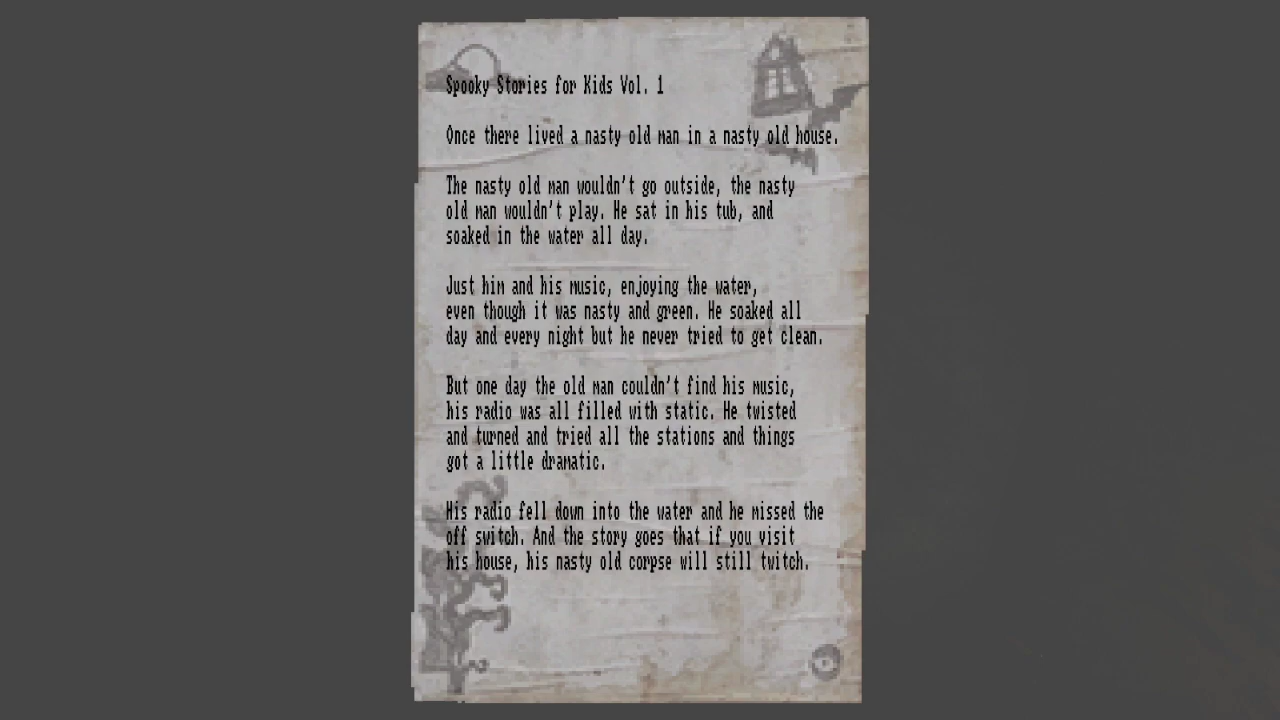 Spooky Stories for Kids Vol. 1
Once there lived a nasty old man in a nasty old house.
The nasty old man wouldn't go outside, the nasty
old man wouldn't play. He sat in his tub, and
soaked in the water all day.
Just him and his music, enjoying the water,
even though it was nasty and green. He soaked all
day and every night but he never tried to get clean.
But one day the old man couldn't find his music,
his radio was all filled with static. He twisted
and turned and tried all the stations and things
got a little dramatic.
His radio fell down into the water and he missed the
off switch. And the story goes that if you visit
his house, his nasty old corpse will still twitch.